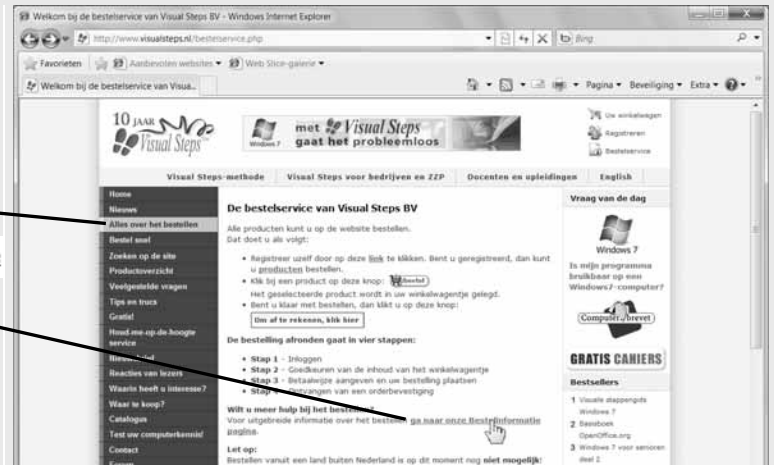 Welkom bij de bestelservice van Visual Steps BV - Windows Internet Explorer
http://www.visualsteps.nl/bestelservice.php
Bing
Favorieten
Aanbevolen websites
Web Slice-galerie
Welkom bij de bestelservice van Visua...
Pagina
Beveiliging
Extra
10 JAAR
Visual Steps
Windows 7
met Visual Steps
gaat het probleemloos
Uw winkelwagen
Registreren
Bestelservice
Visual Steps-methode
Visual Steps voor bedrijven en ZZP
Docenten en opleidingen
English
Home
Nieuws
Alles over het bestellen
Bestel snel
Zoeken op de site
Productoverzicht
Veelgestelde vragen
Tips en trucs
Gratis!
Houd-me-op-de-hoogte
service
Nieuwsbrief
Reacties van lezers
Waarin heeft u interesse?
Waar te koop?
Catalogus
Test uw computerkennis!
Contact
Forum
De bestelservice van Visual Steps BV
Alle producten kunt u op de website bestellen.
Dat doet u als volgt:
• Registreer uzelf door op deze link te klikken. Bent u geregistreerd, dan kunt
u producten bestellen.
• Klik bij een product op deze knop: Bestel
Het geselecteerde product wordt in uw winkelwagentje gelegd.
• Bent u klaar met bestellen, dan klikt u op deze knop:
Om af te rekenen, klik hier
De bestelling afronden gaat in vier stappen:
• Stap 1 - Inloggen
• Stap 2 - Goedkeuren van de inhoud van het winkelwagentje
• Stap 3 - Betaalwijze aangeven en uw bestelling plaatsen
• Stap 4 - Ontvangen van een orderbevestiging
Wilt u meer hulp bij het bestellen?
Voor uitgebreide informatie over het bestellen ga naar onze Bestelinformatie
pagina.
Let op:
Bestellen vanuit een land buiten Nederland is op dit moment nog niet mogelijk!
Vraag van de dag
Windows 7
Is mijn programma
bruikbaar op een
Windows7-computer?
Computer brevet
GRATIS CAHIERS
Bestsellers
1 Visuele stappengids
Windows 7
2 Basisboek
OpenOffice.org
3 Windows 7 voor senioren
deel 2